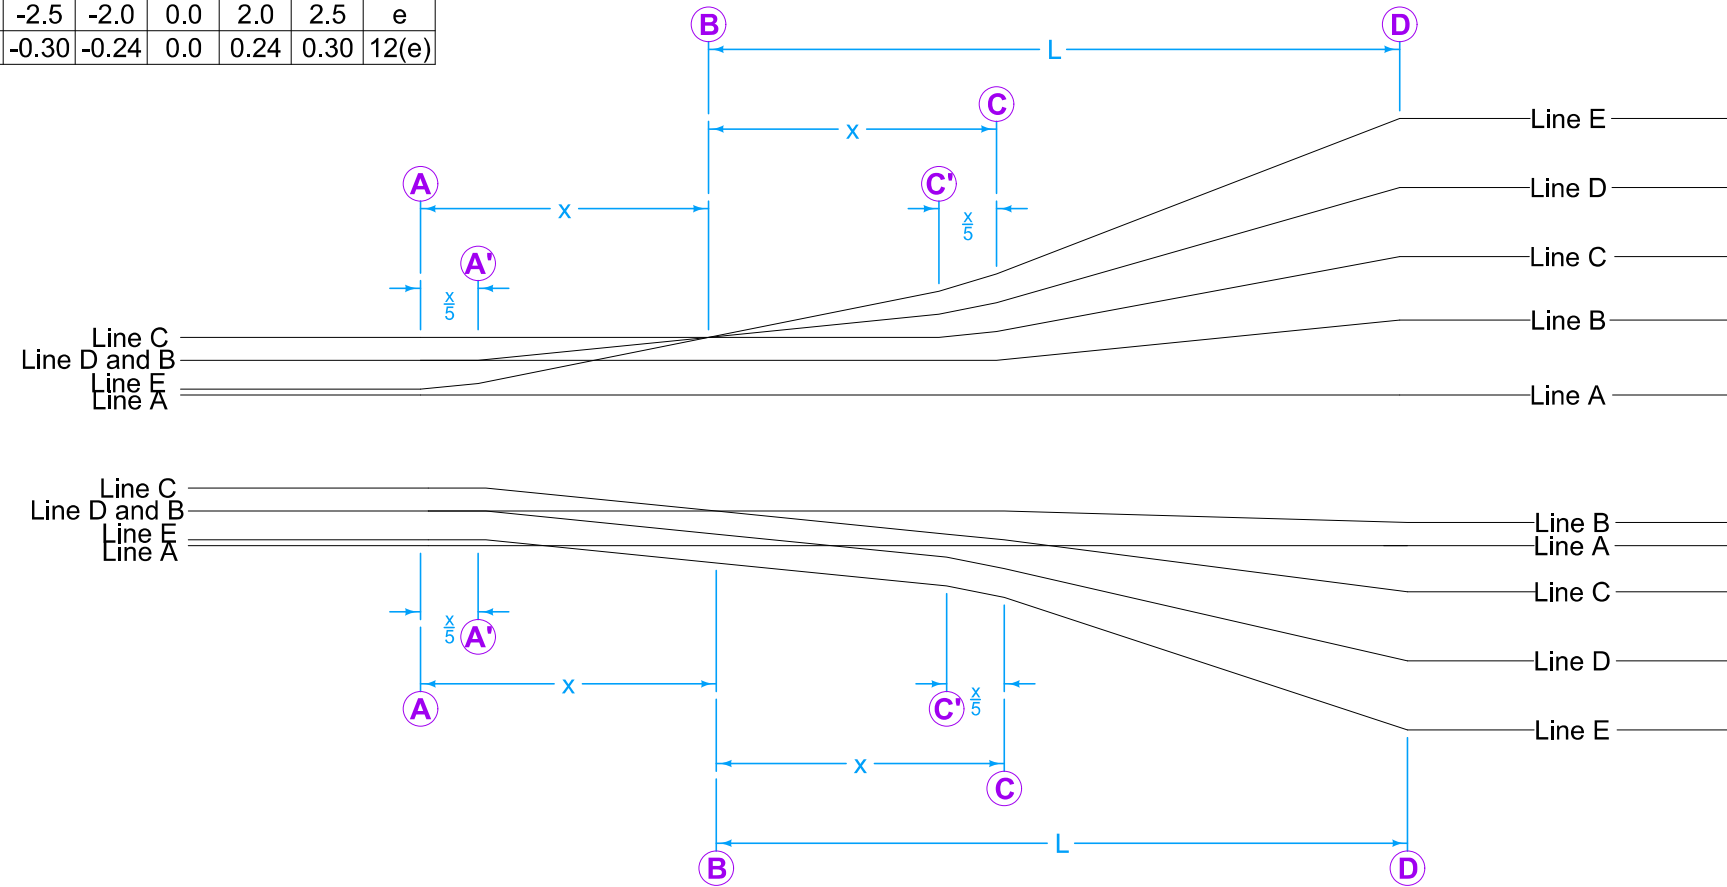 -2.5 -2.0 0.0 2.0 2.5 e
-0.30 -0.24 0.0 0.24 0.30 12(e)
B
D
L
C
x
Line E
A
C'
Line D
x
x
5
A'
Line C
x
5
Line B
Line C
Line D and B
Line E
Line A
Line A
Line C
Line D and B
Line E
Line A
Line B
Line A
Line C
x
5
A'
Line D
x
x
5
A
C'
Line E
x
C
L
B
D